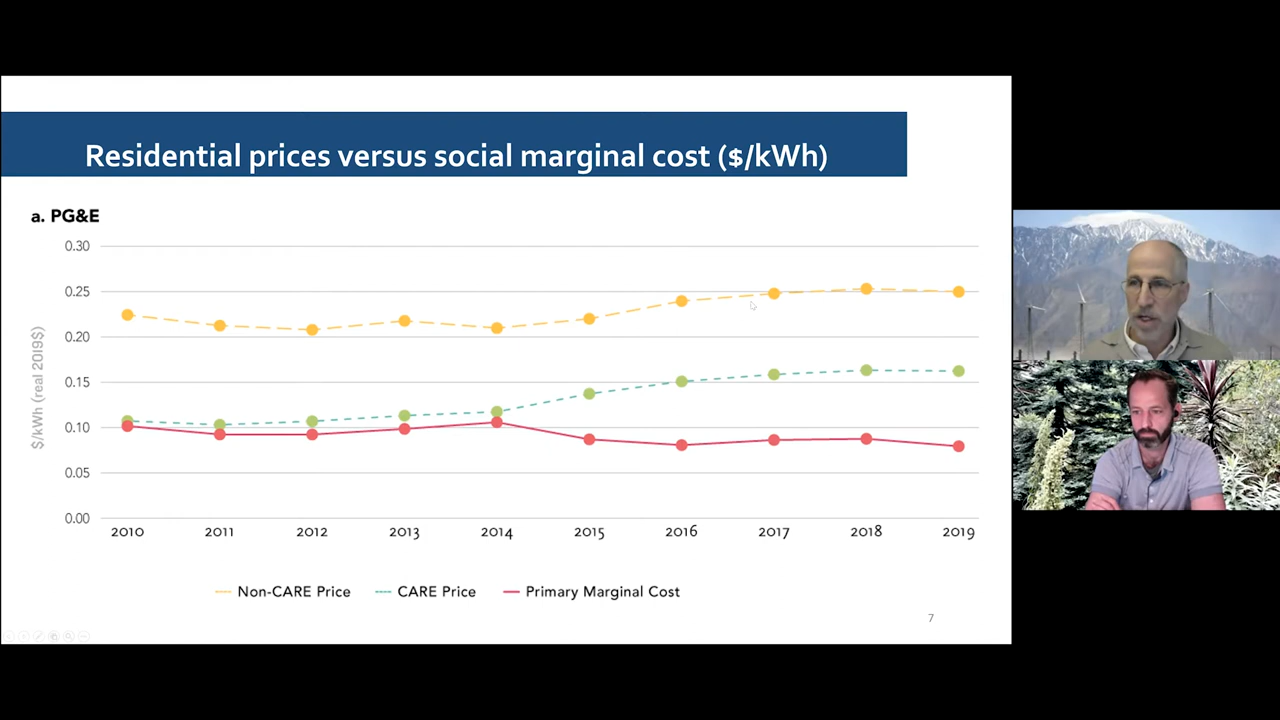 Residential prices versus social marginal cost ($/kWh)
a. PG&E
0.30
0.25
0.20
0.15
0.10
0.05
0.00
$/kWh (real 2019$)
2010 2011 2012 2013 2014 2015 2016 2017 2018 2019
Non-CARE Price CARE Price Primary Marginal Cost
7